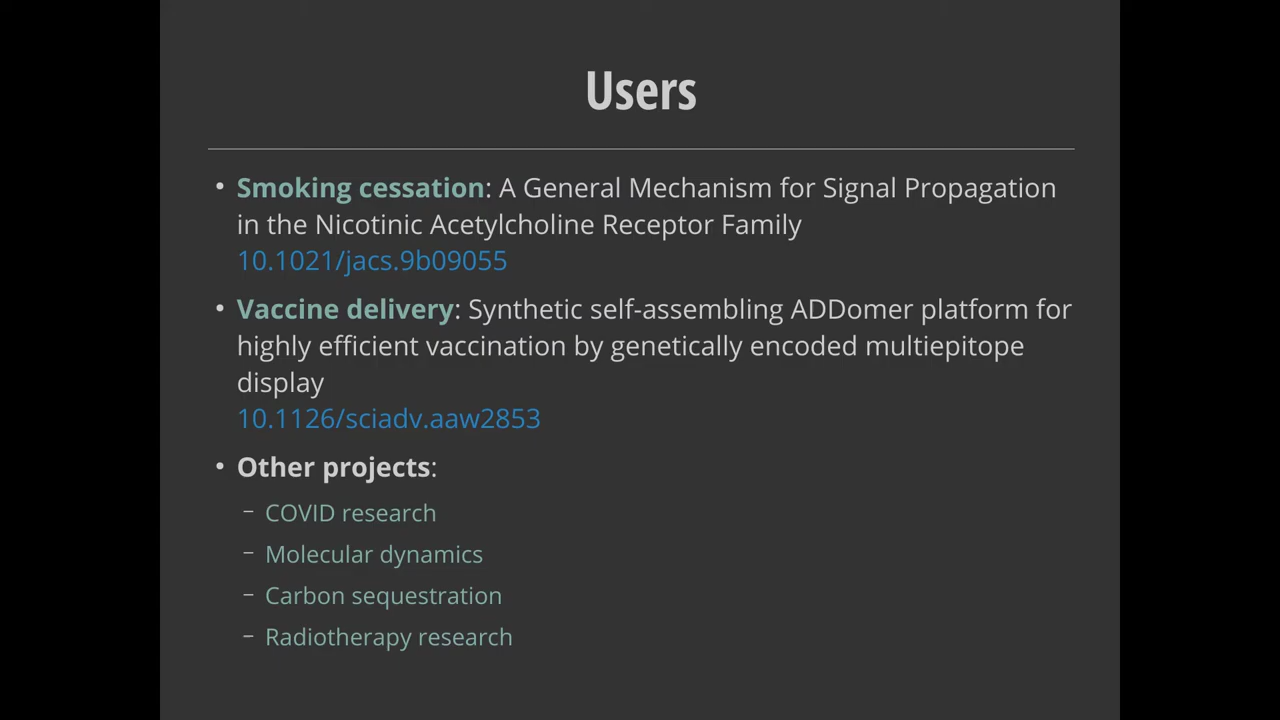 Users
• Smoking cessation: A General Mechanism for Signal Propagation
in the Nicotinic Acetylcholine Receptor Family
10.1021/jacs.9b09055
• Vaccine delivery: Synthetic self-assembling ADDomer platform for
highly efficient vaccination by genetically encoded multiepitope
display
10.1126/sciadv.aaw2853
• Other projects:
– COVID research
– Molecular dynamics
– Carbon sequestration
– Radiotherapy research